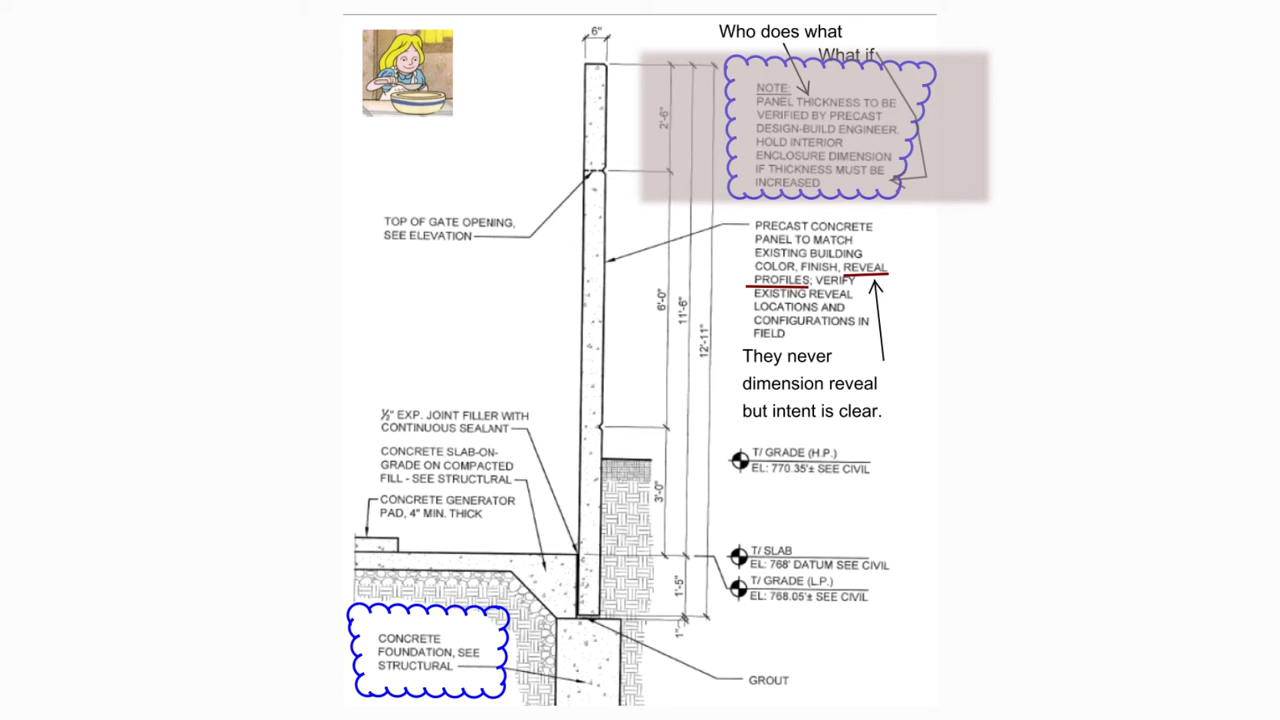 Who does what
What if
6"
NOTE:
PANEL THICKNESS TO BE
VERIFIED BY PRECAST
DESIGN-BUILD ENGINEER.
HOLD INTERIOR
ENCLOSURE DIMENSION
IF THICKNESS MUST BE
INCREASED
2'-6"
TOP OF GATE OPENING,
SEE ELEVATION
PRECAST CONCRETE
PANEL TO MATCH
EXISTING BUILDING
COLOR, FINISH, REVEAL
PROFILES; VERIFY
EXISTING REVEAL
LOCATIONS AND
CONFIGURATIONS IN
FIELD
6'-0"
11'-6"
12'-11"
They never
dimension reveal
but intent is clear.
½" EXP. JOINT FILLER WITH
CONTINUOUS SEALANT
CONCRETE SLAB-ON-
GRADE ON COMPACTED
FILL - SEE STRUCTURAL
CONCRETE GENERATOR
PAD, 4" MIN. THICK
T/ GRADE (H.P.)
EL: 770.35'± SEE CIVIL
3'-0"
T/ SLAB
EL: 768' DATUM SEE CIVIL
T/ GRADE (L.P.)
EL: 768.05'± SEE CIVIL
1'-5"
1"
CONCRETE
FOUNDATION, SEE
STRUCTURAL
GROUT